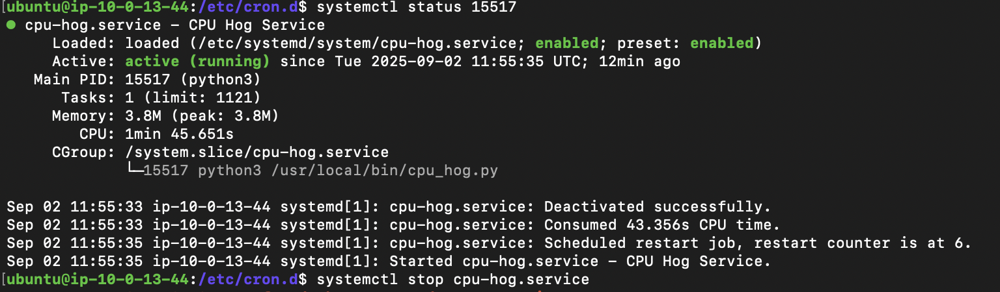 [ubuntu@ip-10-0-13-44:/etc/cron.d$ systemctl status 15517
● cpu-hog.service - CPU Hog Service
Loaded: loaded (/etc/systemd/system/cpu-hog.service; enabled; preset: enabled)
Active: active (running) since Tue 2025-09-02 11:55:35 UTC; 12min ago
Main PID: 15517 (python3)
Tasks: 1 (limit: 1121)
Memory: 3.8M (peak: 3.8M)
CPU: 1min 45.651s
CGroup: /system.slice/cpu-hog.service
└─15517 python3 /usr/local/bin/cpu_hog.py
Sep 02 11:55:33 ip-10-0-13-44 systemd[1]: cpu-hog.service: Deactivated successfully.
Sep 02 11:55:33 ip-10-0-13-44 systemd[1]: cpu-hog.service: Consumed 43.356s CPU time.
Sep 02 11:55:35 ip-10-0-13-44 systemd[1]: cpu-hog.service: Scheduled restart job, restart counter is at 6.
Sep 02 11:55:35 ip-10-0-13-44 systemd[1]: Started cpu-hog.service - CPU Hog Service.
[ubuntu@ip-10-0-13-44:/etc/cron.d$ systemctl stop cpu-hog.service